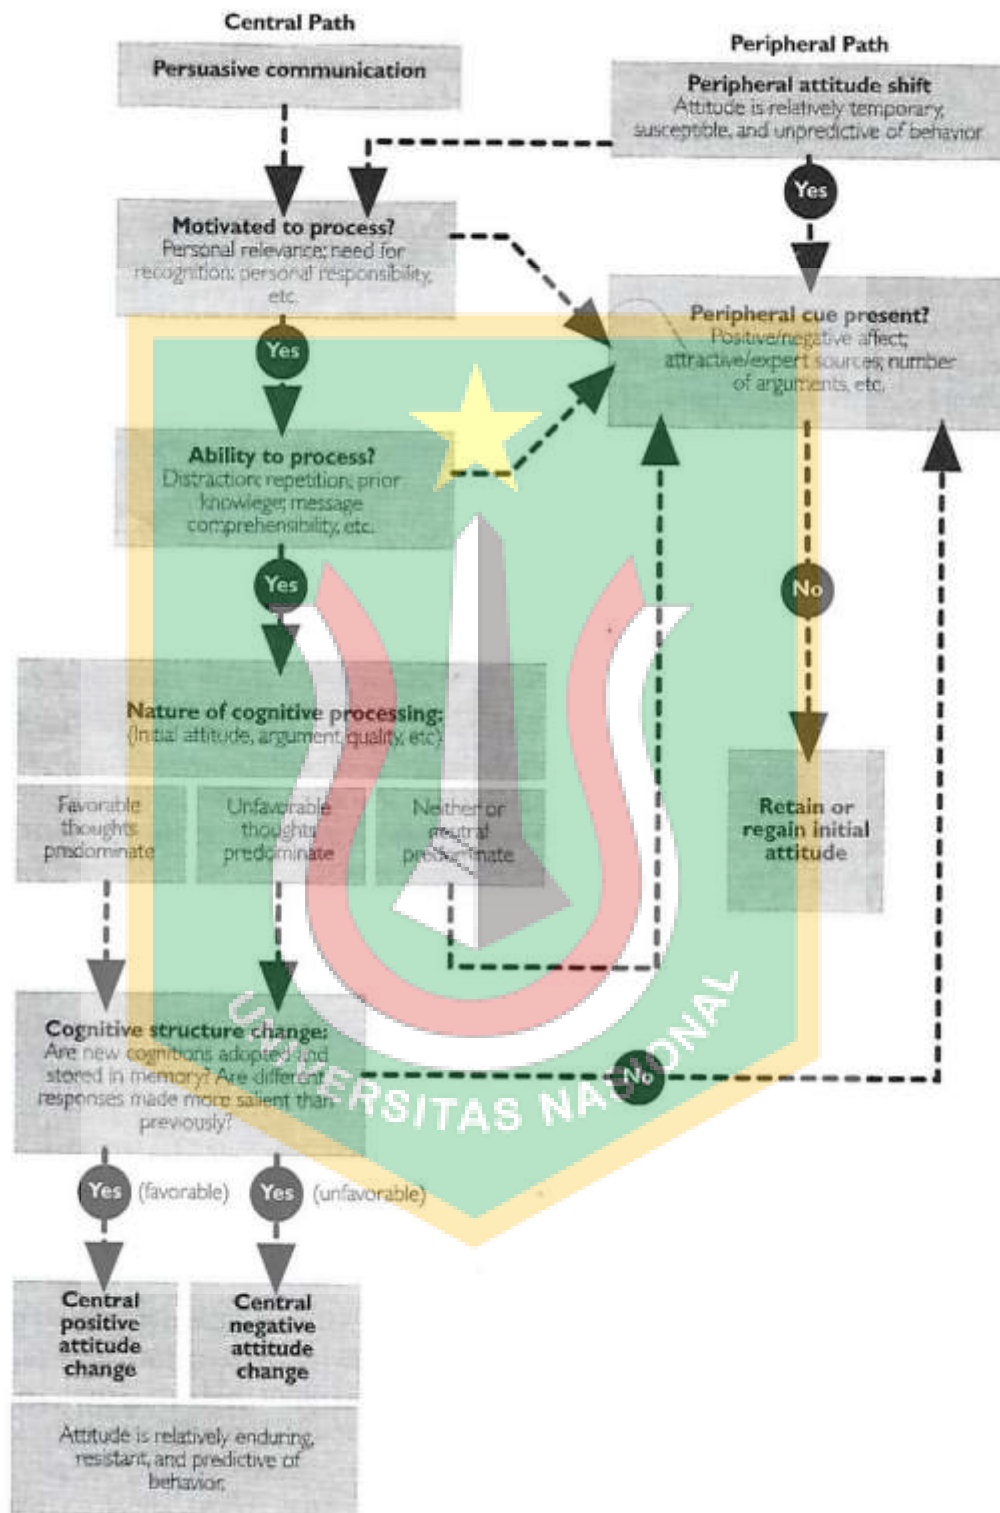 Central Path
Persuasive communication
Peripheral Path
Peripheral attitude shift
Attitude is relatively temporary,
susceptible, and unpredictive of behavior
Yes
Motivated to process?
Personal relevance; need for
recognition; personal responsibility,
etc.
Yes
Peripheral cue present?
Positive/negative affect;
attractive/expert sources; number
of arguments, etc.
Ability to process?
Distraction; repetition; prior
knowlege; message
comprehensibility, etc.
Yes
No
Nature of cognitive processing:
(Initial attitude, argument quality, etc)
Favorable
thoughts
predominate
Unfavorable
thoughts
predominate
Neither or
neutral
predominate
Retain or
regain initial
attitude
Cognitive structure change:
Are new cognitions adopted and
stored in memory? Are different
responses made more salient than
previously?
No
UNIVERSITAS NASIONAL
Yes (favorable) Yes (unfavorable)
Central
positive
attitude
change
Central
negative
attitude
change
Attitude is relatively enduring,
resistant, and predictive of
behavior.